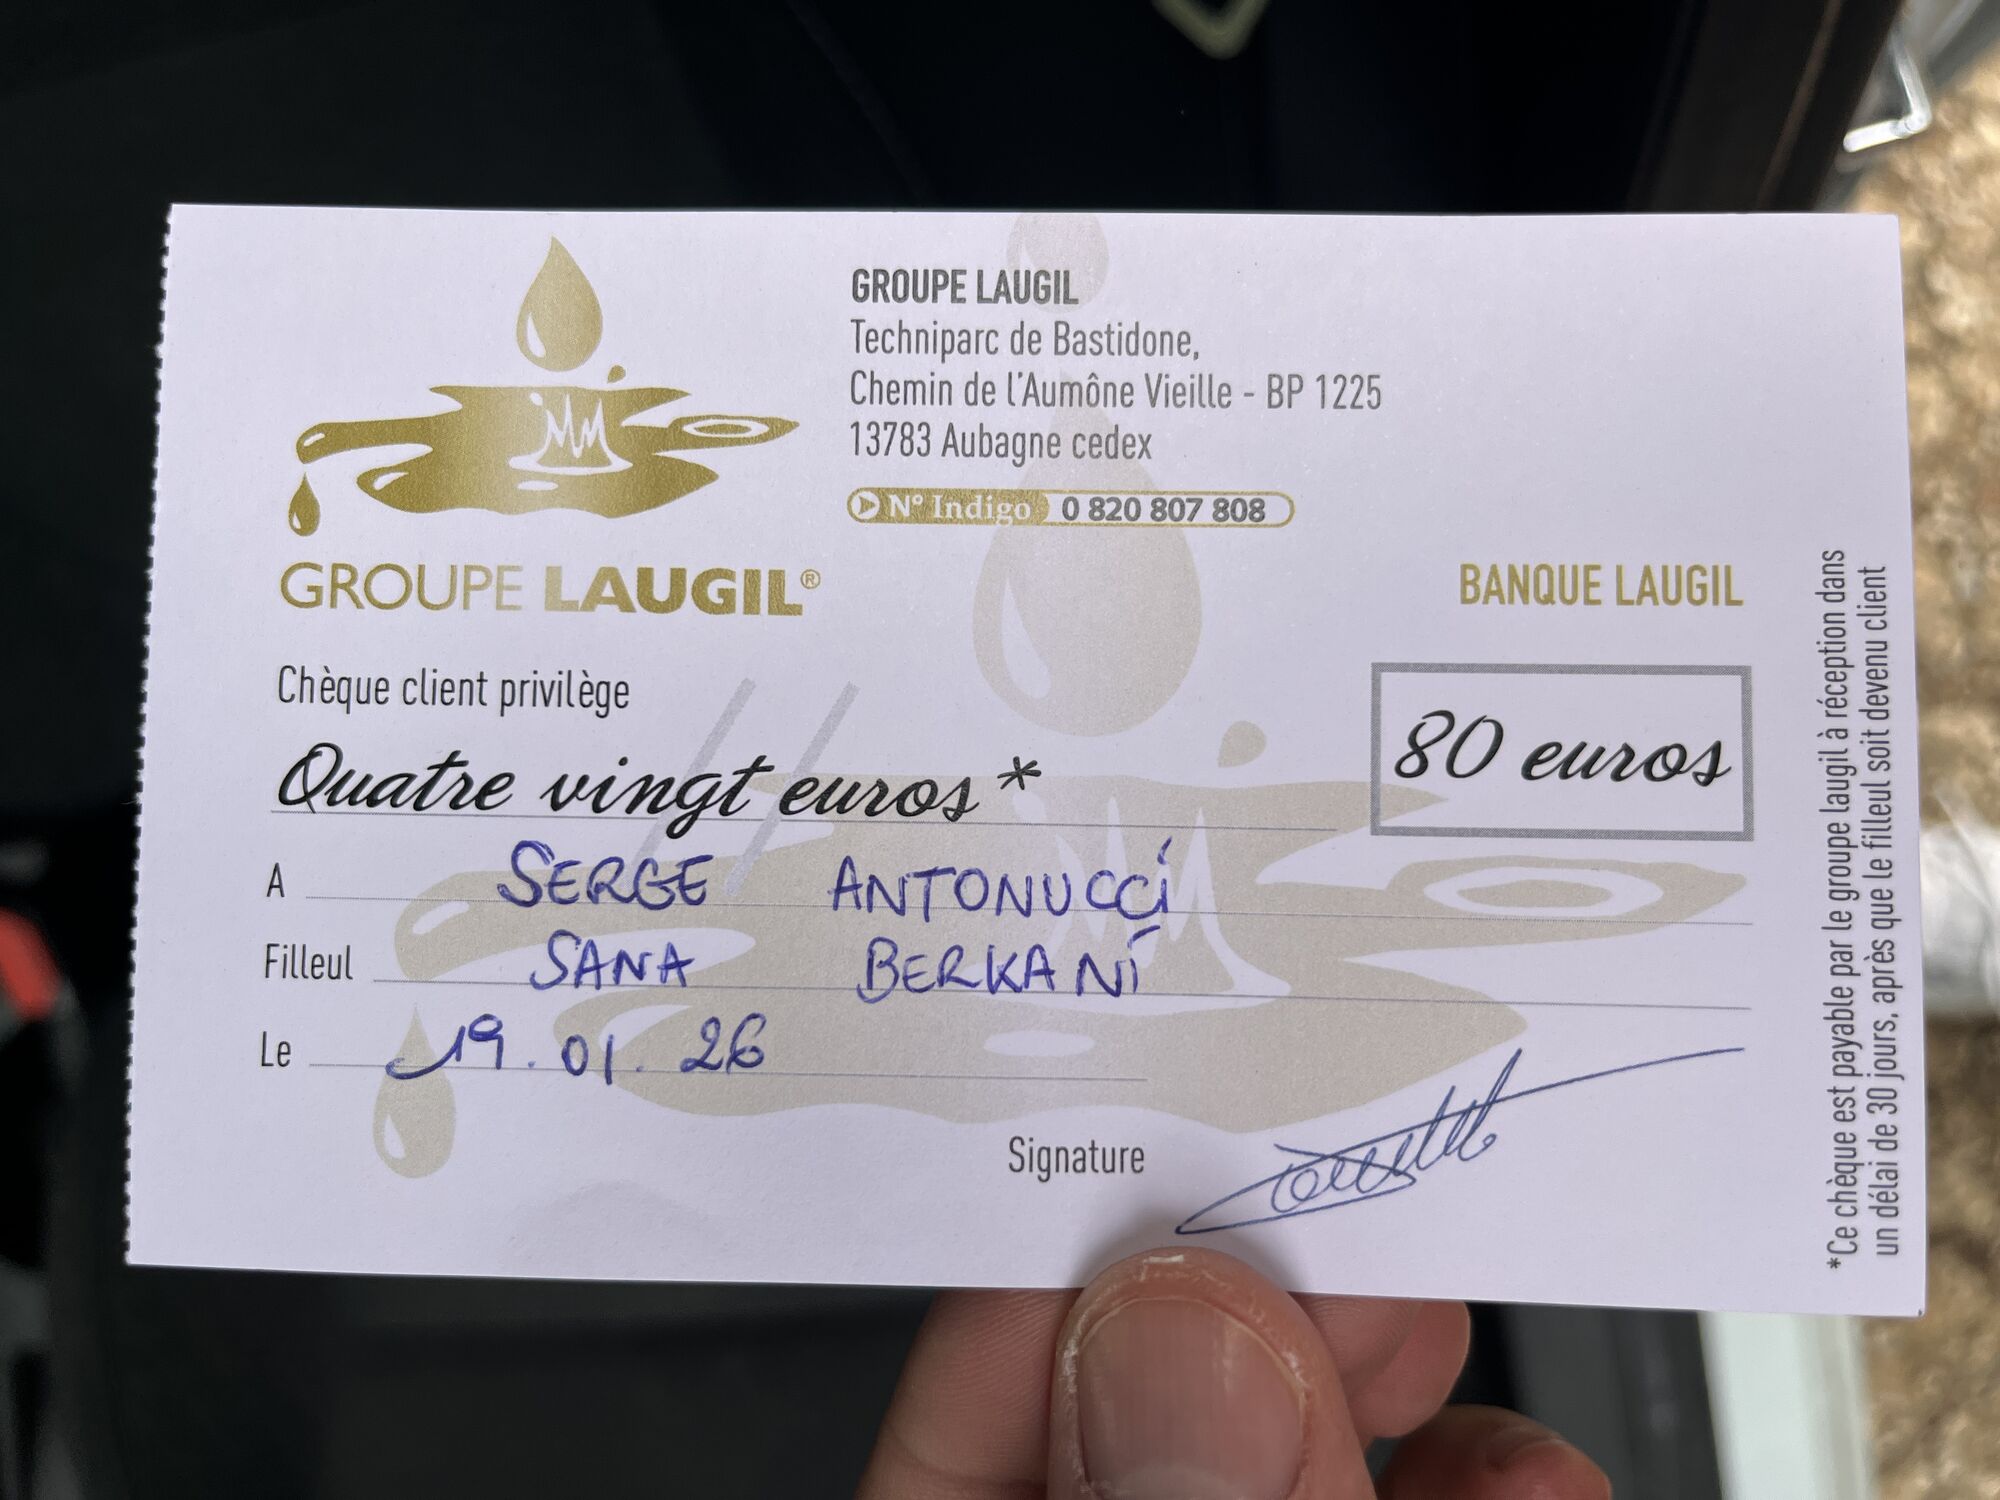 GROUPE LAUGIL
Techniparc de Bastidone,
Chemin de l'Aumône Vieille - BP 1225
13783 Aubagne cedex
N° Indigo 0 820 807 808
GROUPE LAUGIL®
BANQUE LAUGIL
Chèque client privilège
Quatre vingt euros *
80 euros
A SERGE ANTONUCCI
Filleul SANA BERKANI
Le 19.01.26
Signature
*Ce chèque est payable par le groupe laugil à réception dans
un délai de 30 jours, après que le filleul soit devenu client